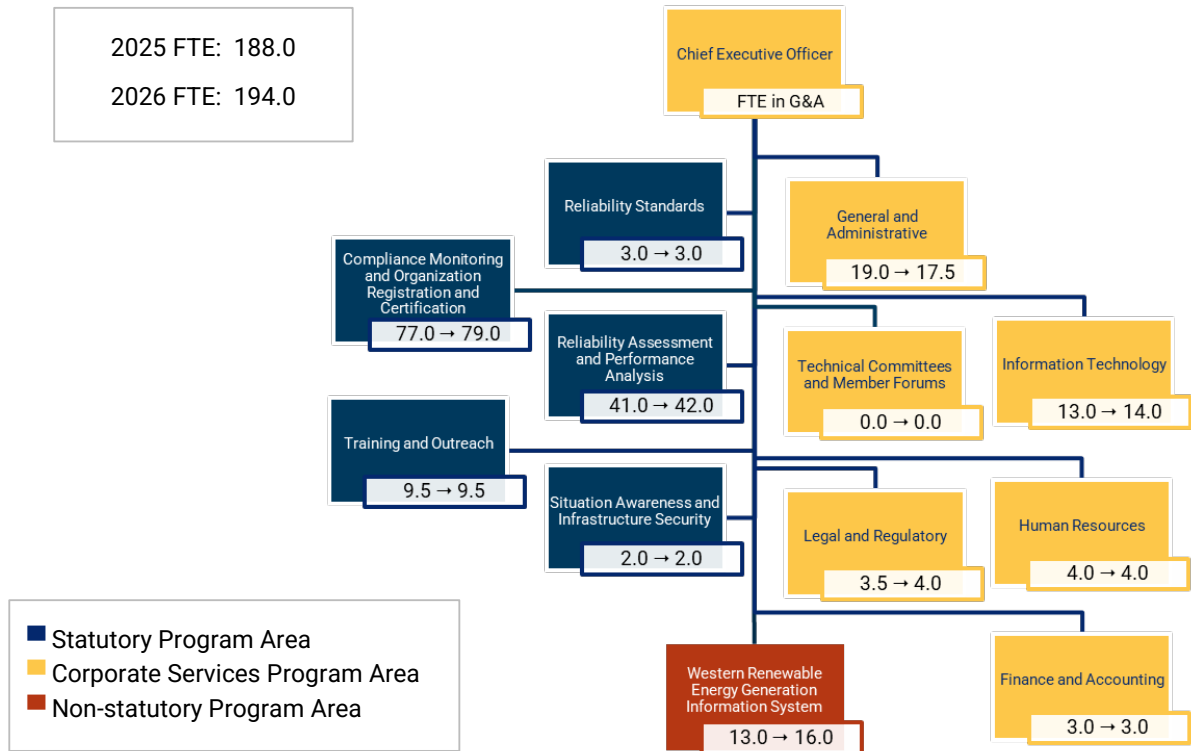 2025 FTE: 188.0
2026 FTE: 194.0
Chief Executive Officer
FTE in G&A
Reliability Standards
3.0 → 3.0
General and
Administrative
19.0 → 17.5
Compliance Monitoring
and Organization
Registration and
Certification
77.0 → 79.0
Reliability Assessment
and Performance
Analysis
41.0 → 42.0
Technical Committees
and Member Forums
0.0 → 0.0
Information Technology
13.0 → 14.0
Training and Outreach
9.5 → 9.5
Situation Awareness and
Infrastructure Security
2.0 → 2.0
Legal and Regulatory
3.5 → 4.0
Human Resources
4.0 → 4.0
Statutory Program Area
Corporate Services Program Area
Non-statutory Program Area
Western Renewable
Energy Generation
Information System
13.0 → 16.0
Finance and Accounting
3.0 → 3.0